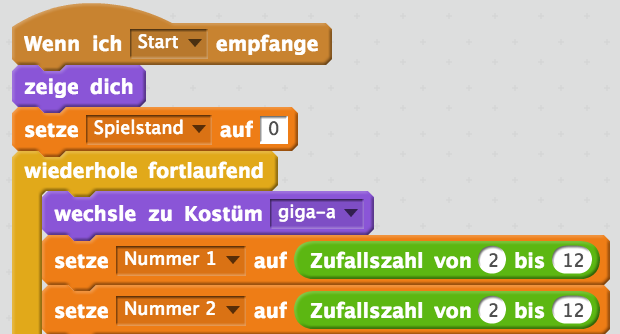 Wenn ich Start empfange
zeige dich
setze Spielstand auf 0
wiederhole fortlaufend
wechsle zu Kostüm giga-a
setze Nummer 1 auf Zufallszahl von 2 bis 12
setze Nummer 2 auf Zufallszahl von 2 bis 12